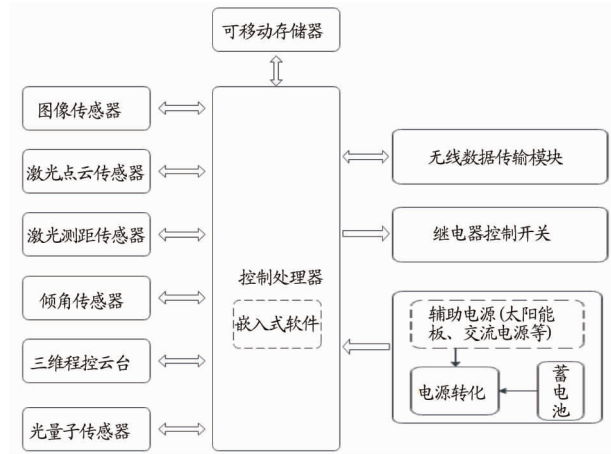 可移动存储器
图像传感器
激光点云传感器
激光测距传感器
倾角传感器
三维程控云台
光量子传感器
控制处理器
嵌入式软件
无线数据传输模块
继电器控制开关
辅助电源(太阳能
板、交流电源等)
电源转化
蓄
电
池